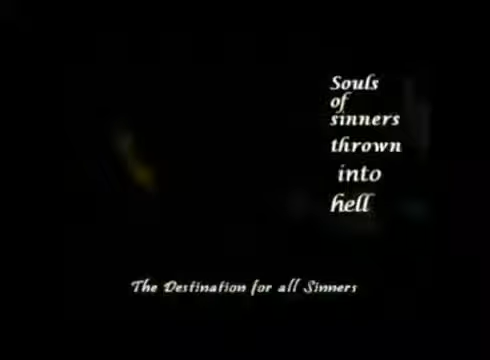 Souls
of
sinners
thrown
into
hell
The Destination for all Sinners